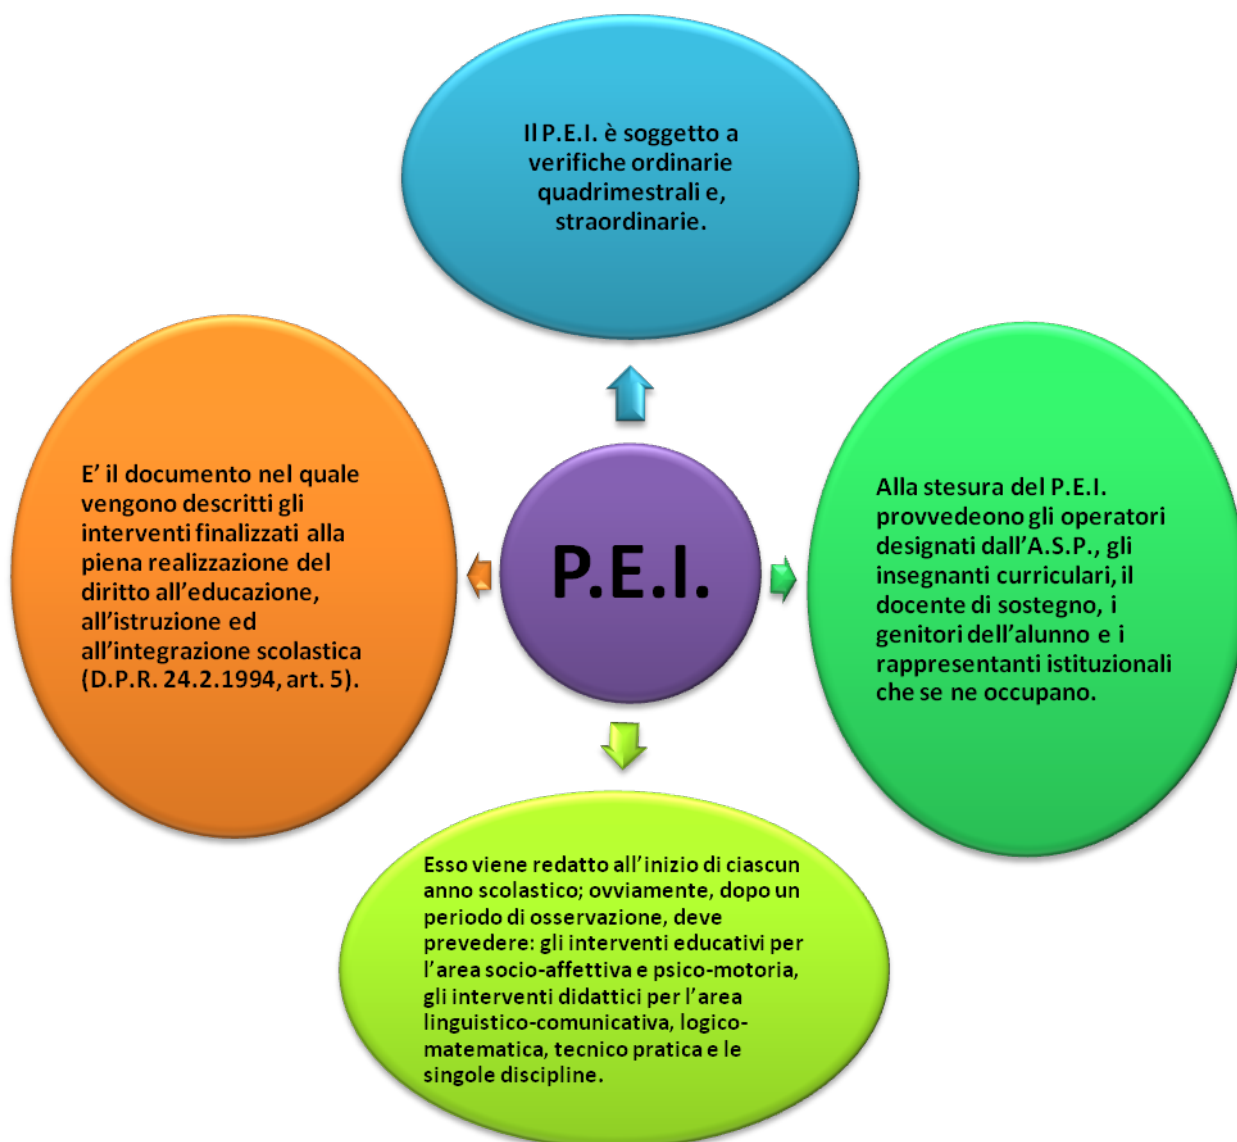 Il P.E.I. è soggetto a
verifiche ordinarie
quadrimestrali e,
straordinarie.
E’ il documento nel quale
vengono descritti gli
interventi finalizzati alla
piena realizzazione del
diritto all’educazione,
all’istruzione ed
all’integrazione scolastica
(D.P.R. 24.2.1994, art. 5).
P.E.I.
Alla stesura del P.E.I.
provvedeono gli operatori
designati dall’A.S.P., gli
insegnanti curriculari, il
docente di sostegno, i
genitori dell’alunno e i
rappresentanti istituzionali
che se ne occupano.
Esso viene redatto all’inizio di ciascun
anno scolastico; ovviamente, dopo un
periodo di osservazione, deve
prevedere: gli interventi educativi per
l’area socio-affettiva e psico-motoria,
gli interventi didattici per l’area
linguistico-comunicativa, logico-
matematica, tecnico pratica e le
singole discipline.